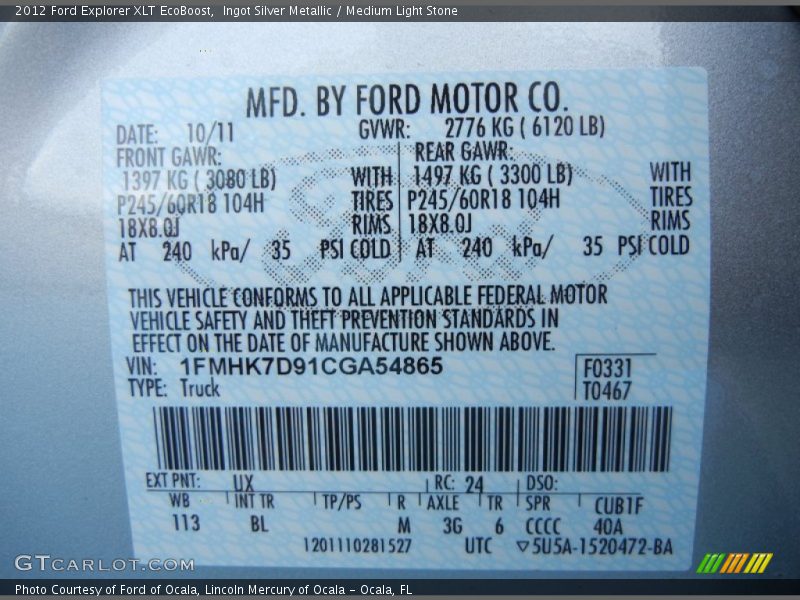 2012 Ford Explorer XLT EcoBoost, Ingot Silver Metallic / Medium Light Stone
MFD. BY FORD MOTOR CO.
DATE: 10/11 GVWR: 2776 KG ( 6120 LB)
FRONT GAWR: REAR GAWR:
1397 KG ( 3080 LB) WITH 1497 KG ( 3300 LB) WITH
P245/60R18 104H TIRES P245/60R18 104H TIRES
18X8.0J RIMS 18X8.0J RIMS
AT 240 kPa/ 35 PSI COLD AT 240 kPa/ 35 PSI COLD
THIS VEHICLE CONFORMS TO ALL APPLICABLE FEDERAL MOTOR
VEHICLE SAFETY AND THEFT PREVENTION STANDARDS IN
EFFECT ON THE DATE OF MANUFACTURE SHOWN ABOVE.
VIN: 1FMHK7D91CGA54865 F0331
TYPE: Truck T0467
EXT PNT: UX RC: 24 DSO:
WB INT TR TP/PS R AXLE TR SPR CUB1F
113 BL M 3G 6 CCCC 40A
1201110281527 UTC ▽5U5A-1520472-BA
GTCARLOT.COM
Photo Courtesy of Ford of Ocala, Lincoln Mercury of Ocala – Ocala, FL